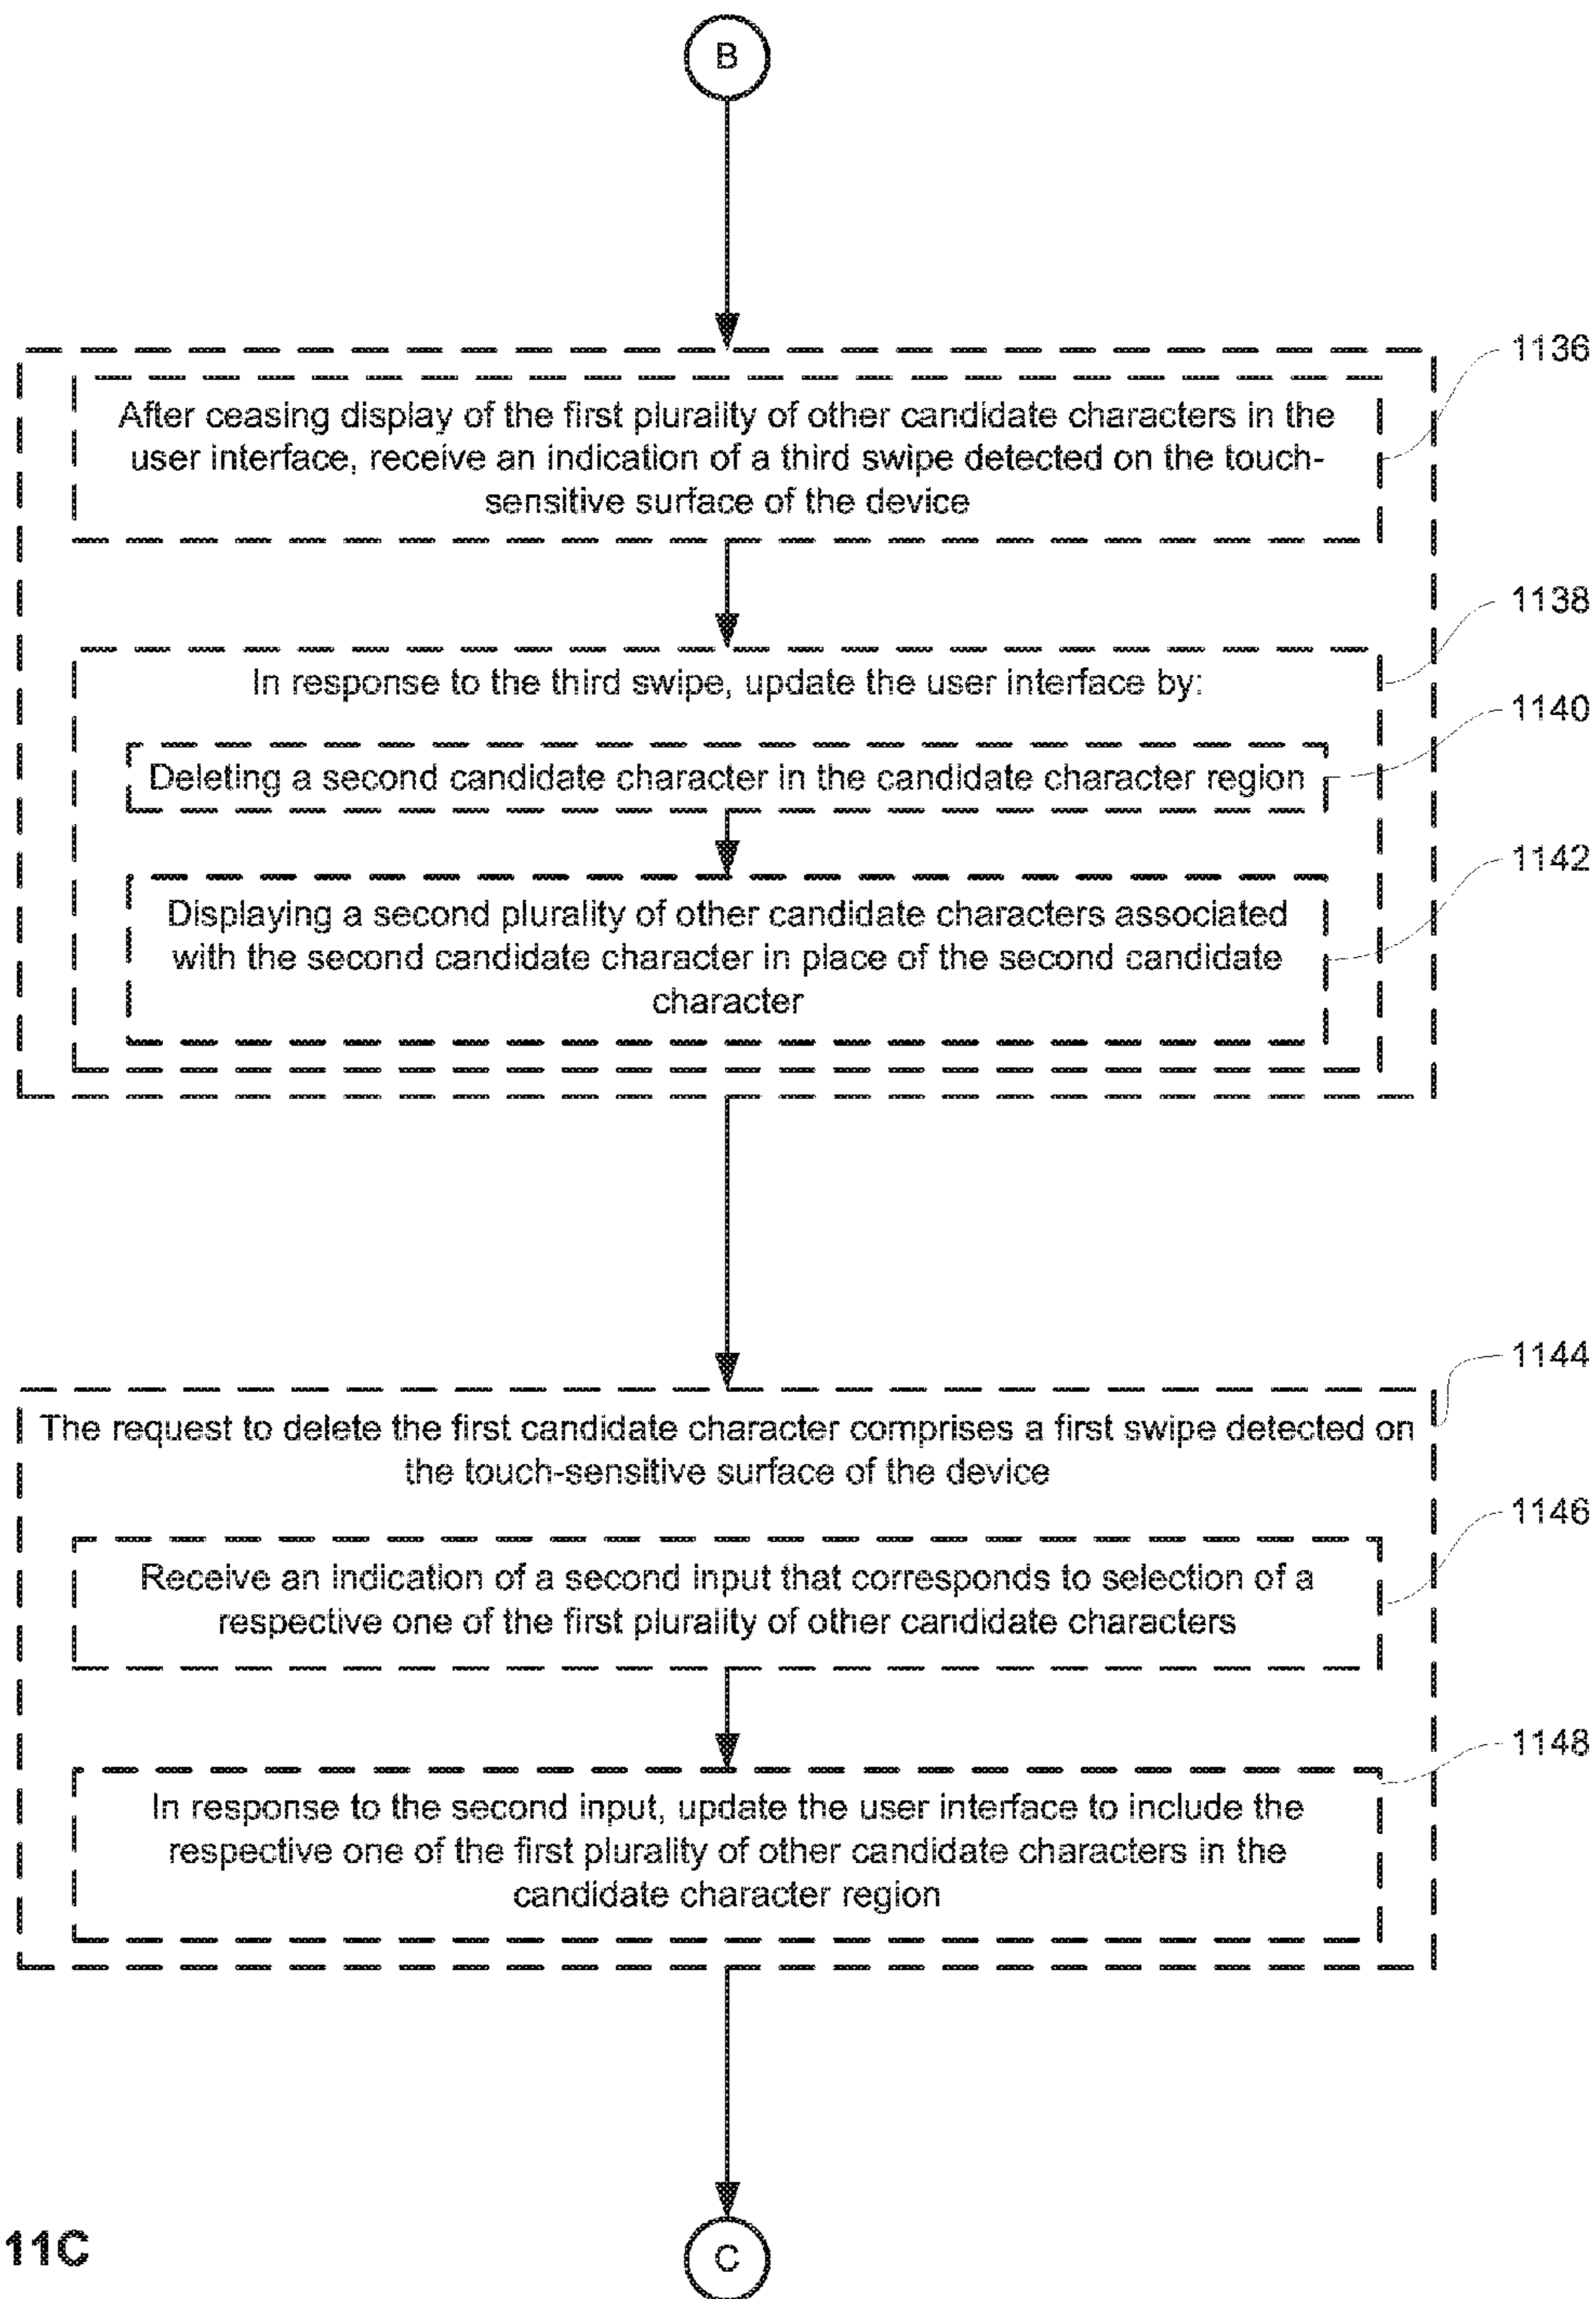 B
1136
After ceasing display of the first plurality of other candidate characters in the
user interface, receive an indication of a third swipe detected on the touch-
sensitive surface of the device
1138
In response to the third swipe, update the user interface by:
1140
Deleting a second candidate character in the candidate character region
1142
Displaying a second plurality of other candidate characters associated
with the second candidate character in place of the second candidate
character
1144
The request to delete the first candidate character comprises a first swipe detected on
the touch-sensitive surface of the device
1146
Receive an indication of a second input that corresponds to selection of a
respective one of the first plurality of other candidate characters
1148
In response to the second input, update the user interface to include the
respective one of the first plurality of other candidate characters in the
candidate character region
11C
C